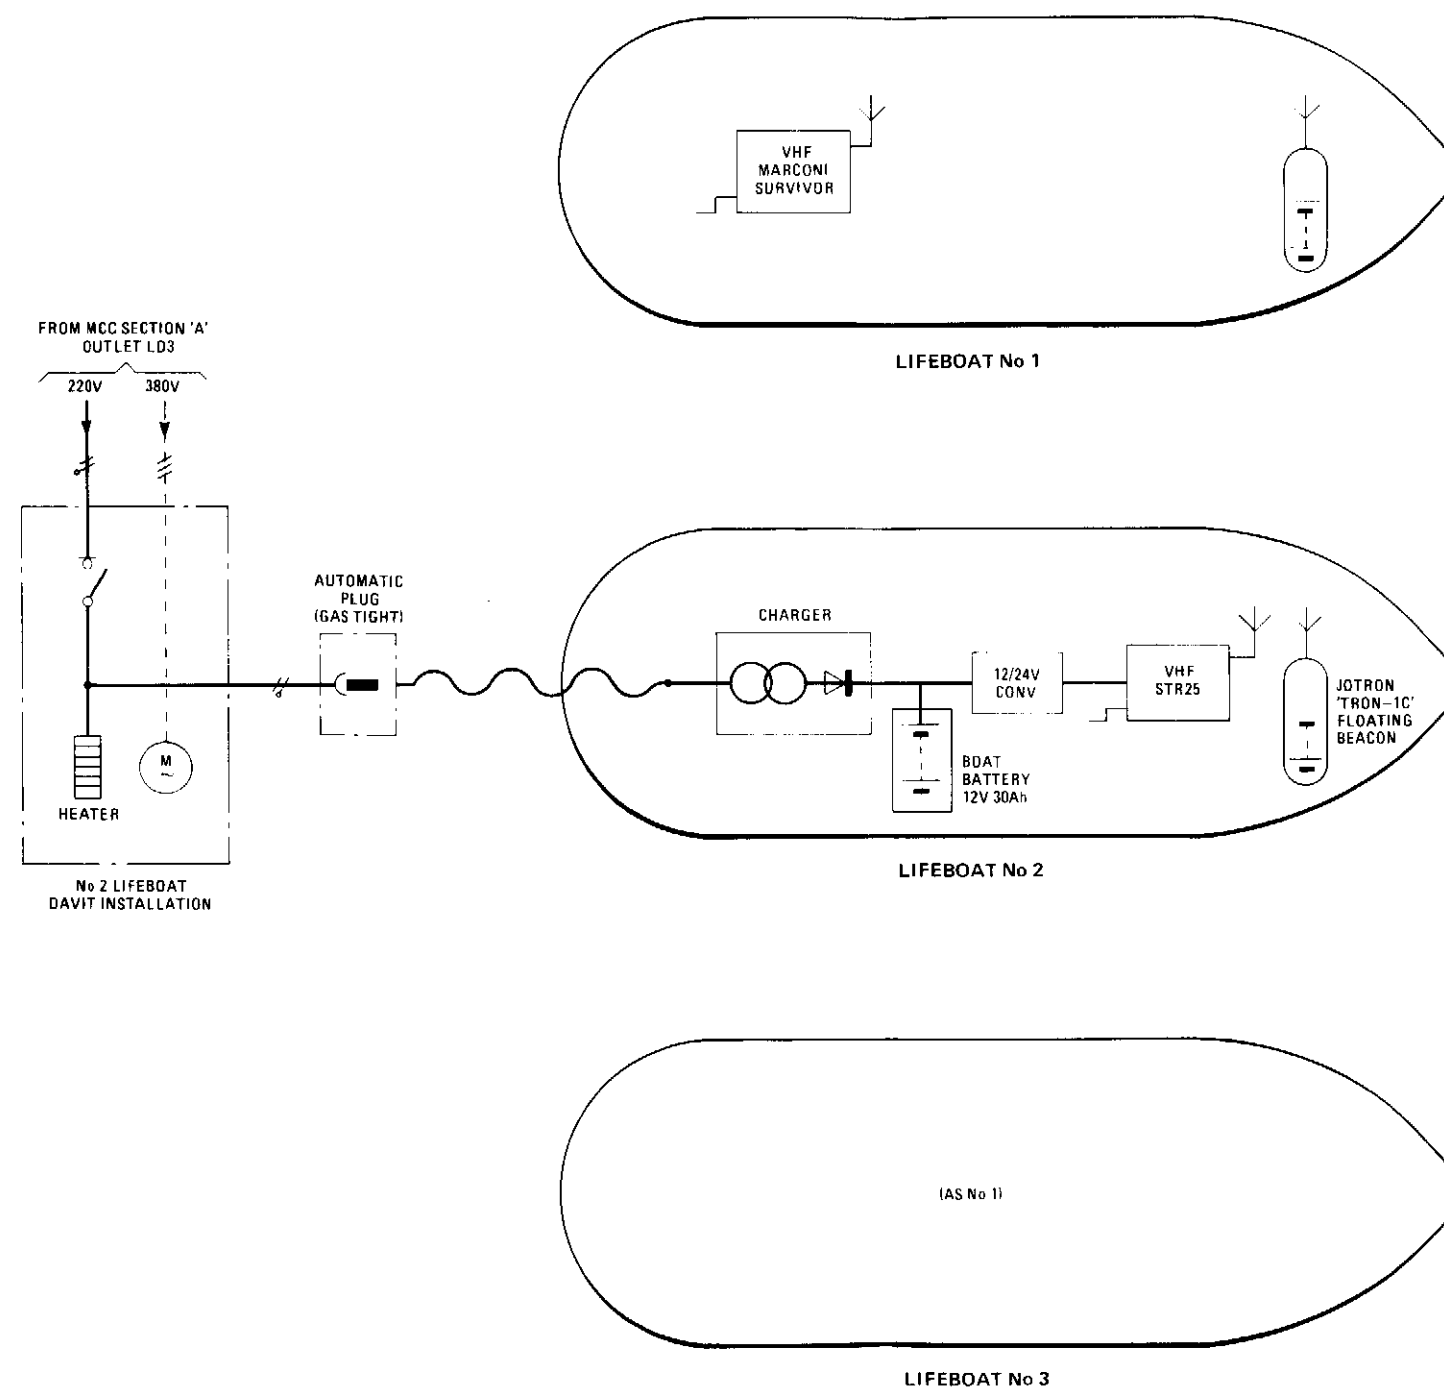 VHF
MARCONI
SURVIVOR
LIFEBOAT No 1
FROM MCC SECTION 'A'
OUTLET LD3
220V 380V
AUTOMATIC
PLUG
(GAS TIGHT)
CHARGER
12/24V
CONV
VHF
STR25
JOTRON
'TRON-1C'
FLOATING
BEACON
BOAT
BATTERY
12V 30Ah
M
~
HEATER
LIFEBOAT No 2
No 2 LIFEBOAT
DAVIT INSTALLATION
(AS No 1)
LIFEBOAT No 3